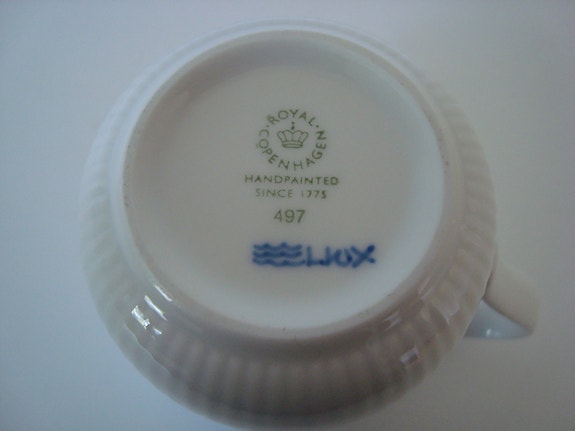 ROYAL COPENHAGEN
HANDPAINTED
SINCE 1775
497